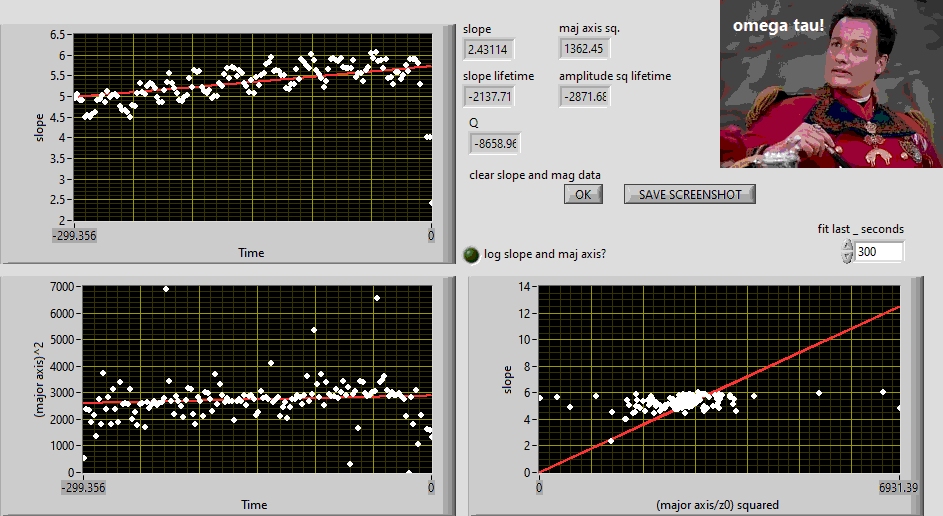 slope
2.43114
maj axis sq.
1362.45
omega tau!
slope lifetime
-2137.71
amplitude sq lifetime
-2871.68
Q
-8658.96
clear slope and mag data
OK
SAVE SCREENSHOT
fit last _ seconds
300
log slope and maj axis?
slope
6.5
6
5.5
5
4.5
4
3.5
3
2.5
2
-299.356
0
Time
(major axis)^2
7000
6000
5000
4000
3000
2000
1000
0
-299.356
0
Time
slope
14
12
10
8
6
4
2
0
0
6931.39
(major axis/z0) squared